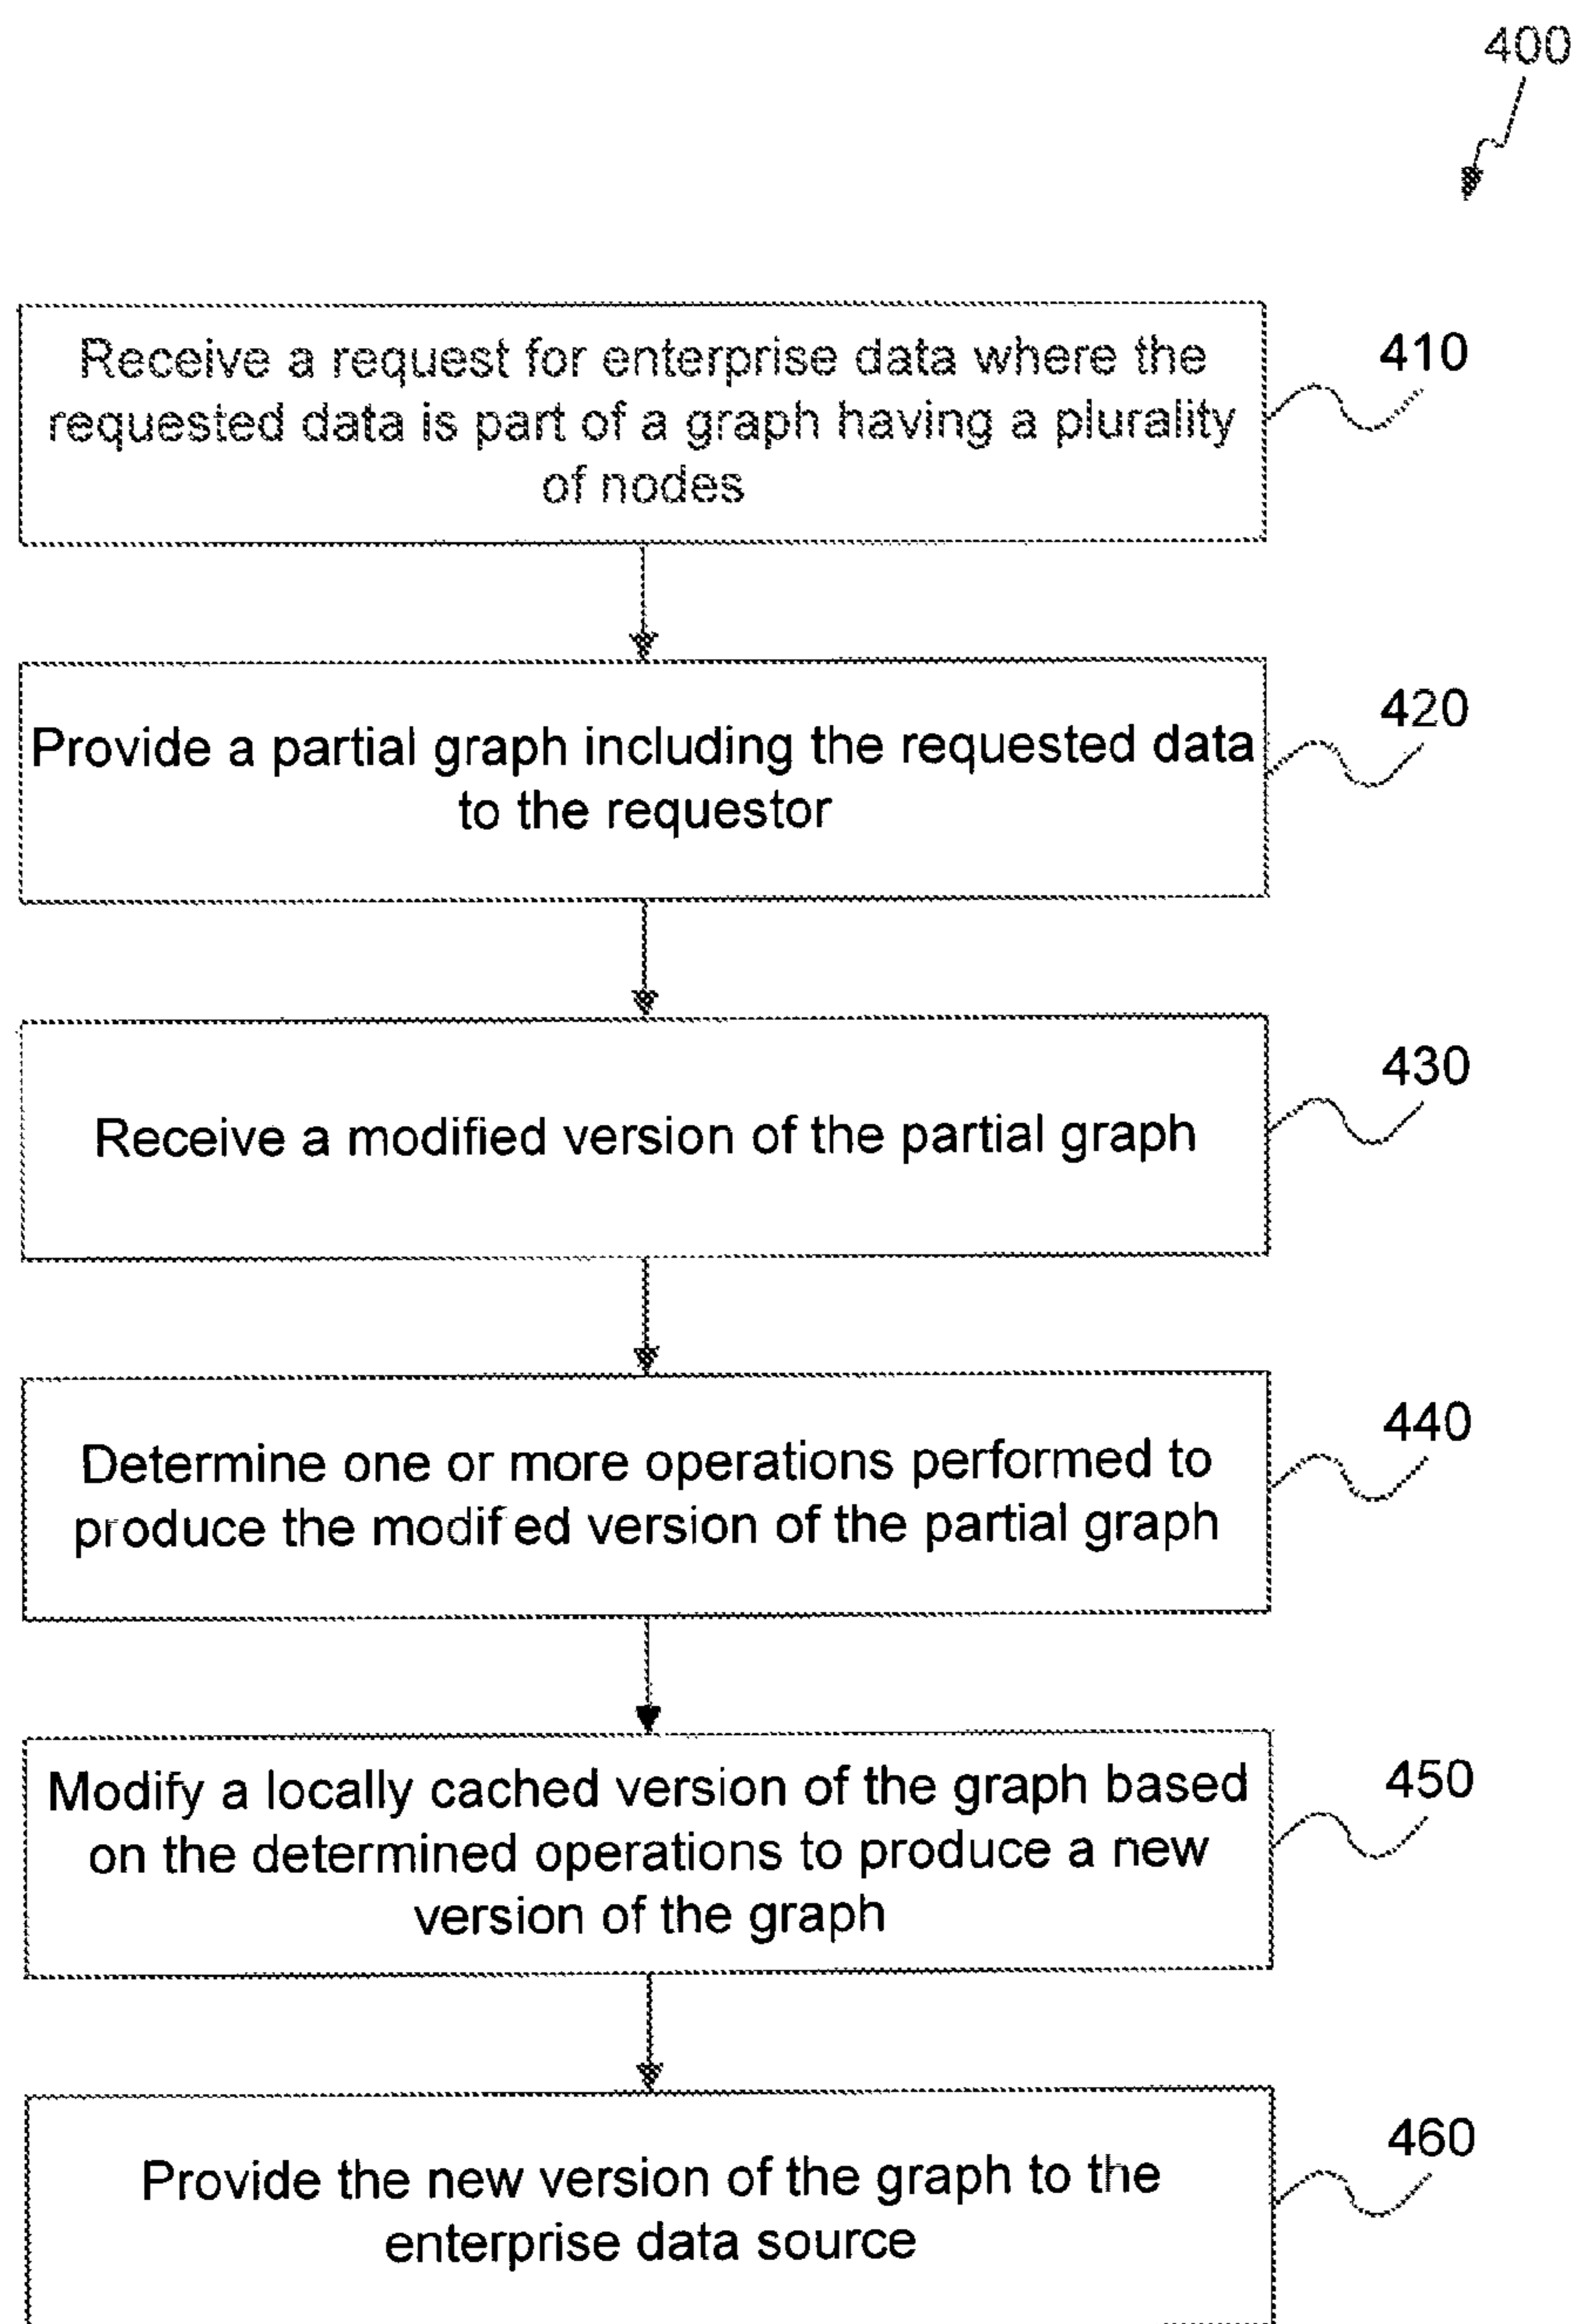 400
Receive a request for enterprise data where the
requested data is part of a graph having a plurality
of nodes
410
Provide a partial graph including the requested data
to the requestor
420
Receive a modified version of the partial graph
430
Determine one or more operations performed to
produce the modifed version of the partial graph
440
Modify a locally cached version of the graph based
on the determined operations to produce a new
version of the graph
450
Provide the new version of the graph to the
enterprise data source
460